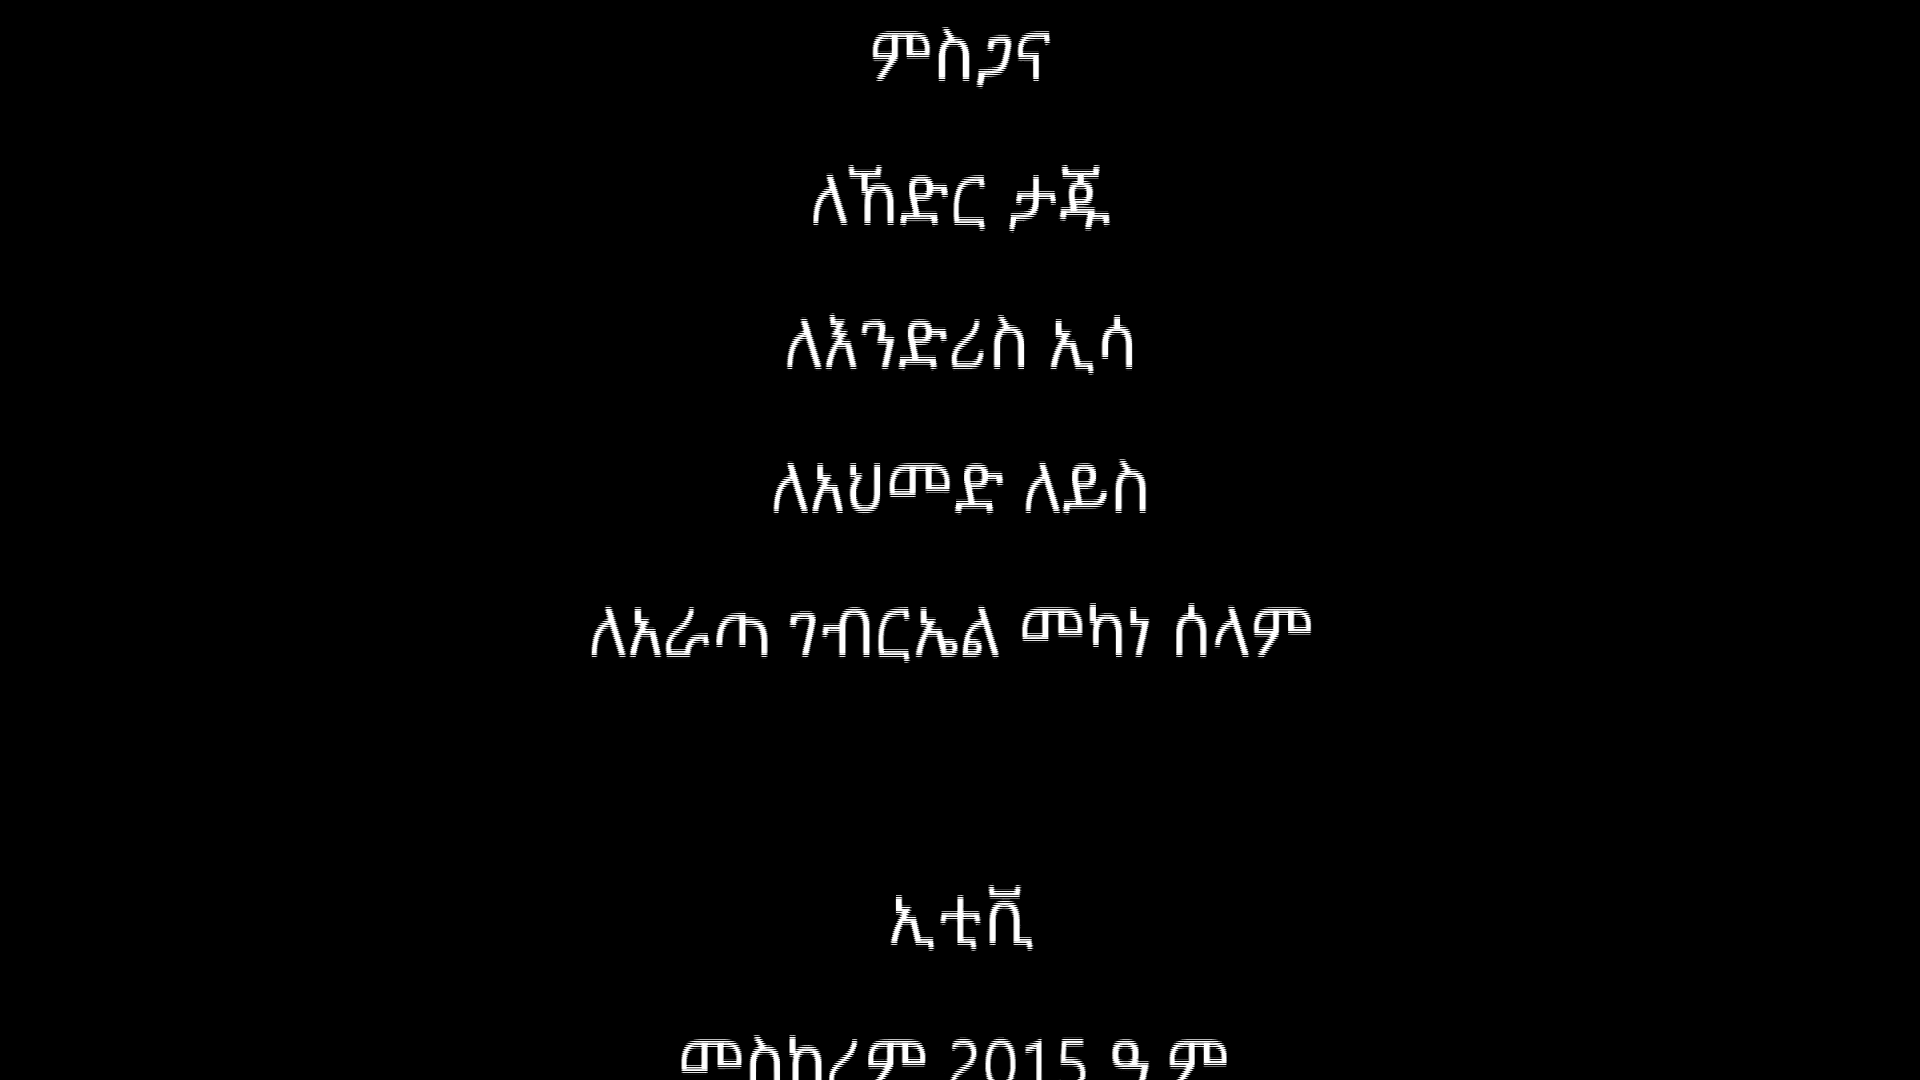 ምስጋና
ለኸድር ታጁ
ለእንድሪስ ኢሳ
ለአህመድ ለይስ
ለአራጣ ገብርኤል መካነ ሰላም
ኢቲቪ
መስከረም 2015 ዓ.ም